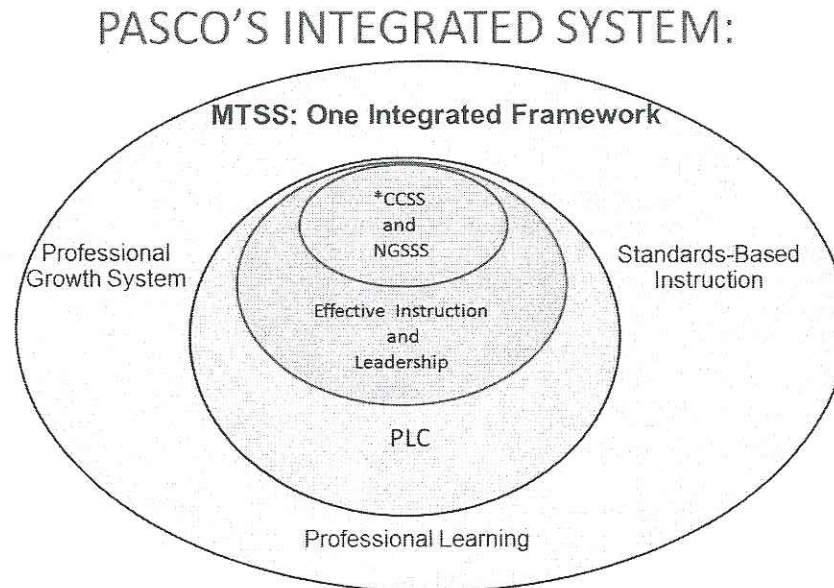 PASCO'S INTEGRATED SYSTEM:
MTSS: One Integrated Framework
*CCSS
and
NGSSS
Professional
Growth System
Standards-Based
Instruction
Effective Instruction
and
Leadership
PLC
Professional Learning